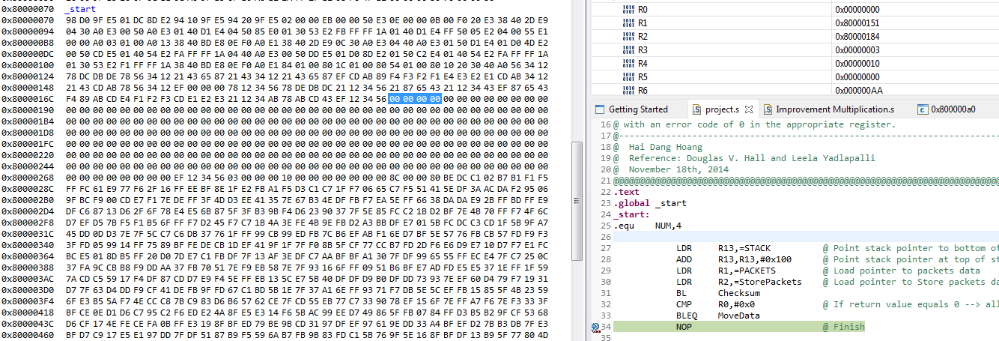 0x80000070 _start
0x80000070 98 D0 9F E5 01 DC 8D E2 94 10 9F E5 94 20 9F E5 02 00 00 EB 00 00 50 E3 0E 00 00 0B 00 F0 20 E3 38 40 2D E9
0x80000094 04 30 A0 E3 00 50 A0 E3 01 40 D1 E4 04 50 85 E0 01 30 53 E2 FB FF FF 1A 01 40 D1 E4 FF 50 05 E2 04 00 55 E1
0x800000B8 00 00 A0 03 01 00 A0 13 38 40 BD E8 0E F0 A0 E1 38 40 2D E9 0C 30 A0 E3 04 40 A0 E3 01 50 D1 E4 01 D0 4D E2
0x800000DC 00 50 CD E5 01 40 54 E2 FA FF FF 1A 04 40 A0 E3 00 50 DD E5 01 D0 8D E2 01 50 C2 E4 01 40 54 E2 FA FF FF 1A
0x80000100 01 30 53 E2 F1 FF FF 1A 38 40 BD E8 0E F0 A0 E1 84 01 00 80 1C 01 00 80 54 01 00 80 10 20 30 40 A0 56 34 12
0x80000124 78 DC DB DE 78 56 34 12 21 43 65 87 21 43 34 12 21 43 65 87 EF CD AB 89 F4 F3 F2 F1 E4 E3 E2 E1 CD AB 34 12
0x80000148 21 43 CD AB 78 56 34 12 EF 00 00 00 78 12 34 56 78 DE DB DC 21 12 34 56 21 87 65 43 21 12 34 43 EF 87 65 43
0x8000016C F4 89 AB CD E4 F1 F2 F3 CD E1 E2 E3 21 12 34 AB 78 AB CD 43 EF 12 34 56 00 00 00 00 00 00 00 00 00 00 00 00
0x80000190 00 00 00 00 00 00 00 00 00 00 00 00 00 00 00 00 00 00 00 00 00 00 00 00 00 00 00 00 00 00 00 00 00 00 00 00
0x800001B4 00 00 00 00 00 00 00 00 00 00 00 00 00 00 00 00 00 00 00 00 00 00 00 00 00 00 00 00 00 00 00 00 00 00 00 00
0x800001D8 00 00 00 00 00 00 00 00 00 00 00 00 00 00 00 00 00 00 00 00 00 00 00 00 00 00 00 00 00 00 00 00 00 00 00 00
0x800001FC 00 00 00 00 00 00 00 00 00 00 00 00 00 00 00 00 00 00 00 00 00 00 00 00 00 00 00 00 00 00 00 00 00 00 00 00
0x80000220 00 00 00 00 00 00 00 00 00 00 00 00 00 00 00 00 00 00 00 00 00 00 00 00 00 00 00 00 00 00 00 00 00 00 00 00
0x80000244 00 00 00 00 00 00 00 00 00 00 00 00 00 00 00 00 00 00 00 00 00 00 00 00 00 00 00 00 00 00 00 00 00 00 00 00
0x80000268 00 00 00 00 00 00 00 00 00 00 00 00 EF 12 34 56 03 00 00 00 10 00 00 00 00 00 00 00 8C 00 00 80 BE DC C1 02 B7 B1 F1 F5
0x8000028C FF FC 61 E9 77 F6 2F 16 FF EE BF 8E 1F E2 FB A1 F5 D3 C1 C7 1F F7 06 65 C7 F5 51 41 5E DF 3A AC DA F2 95 06
0x800002B0 9F BC F9 00 CD E7 F1 7E DE FF 3F 4D D3 EE 41 35 7E 67 B3 4E DF FB F7 EA 5E FF 66 38 DA DA E9 2B FF BD FF E9
0x800002D4 DF C6 87 13 D6 2F 6F 78 E4 E5 6B 87 5F 3F B3 9B F4 D6 23 90 37 7F 5E 85 FC C2 1B D2 BF 7E 4B 70 FF F7 4F 6C
0x800002F8 D7 EF D5 7B F5 F1 B5 6F FF F7 D2 45 F7 C7 1B 4A 3E FE 4B 9E FB D2 A3 BB DF E7 01 5B FC DC C3 CD 1F 5B 9F A7
0x8000031C 45 DD 0D D3 7E 7F 5C C7 C6 DB 37 76 1F FF 99 CB 99 ED FB 7C B6 EF AB F1 6E D7 BF 5E 57 76 FB CB 57 FD F9 F3
0x80000340 3F FD 05 99 14 FF 75 89 BF FE DE CB 1D EF 41 9F 1F 7F F0 8B 5F CF 77 CC B7 FD 2D F6 E6 D9 E7 10 D7 F7 E1 FC
0x80000364 BC E5 01 8D B5 FF 20 D0 7D E7 C1 FB DF 7F 13 AF 3E DF C7 AA BF BF A1 30 7F DF 99 65 55 FF EC E4 7F C7 25 0C
0x80000388 37 FA 9C CB B8 F9 DD AA 37 FB 70 51 7E F9 EB 58 7E 7F 93 16 6F FF 09 51 B6 BF E7 AD FD E5 E5 37 1E FF 1F 59
0x800003AC 7A CD C5 59 17 F4 DF 87 CD D7 E9 F4 5E FF EB 13 5C E7 5B 40 DF DF D9 B0 DF DD 73 93 7E EF 60 D4 79 F7 19 31
0x800003D0 D7 7F 63 D4 DD F9 CF 41 DE FB 9F FD 67 C1 BD 5B 1E 7F 37 A1 6E FF 93 71 F7 DB 5E 5C EF FB 15 85 5F 4B 23 59
0x800003F4 6F E3 B5 5A F7 4E CC C8 7B C9 83 D6 B6 57 62 CE 7F CD 55 EB 77 C7 33 90 78 EF 15 6F 7E FF A7 F6 7E F3 33 3F
0x80000418 BF CE 0E D1 D6 C7 95 C2 F6 ED E2 4A 8F E5 E3 14 F6 5B AC 99 EE D7 49 86 5F FB 07 84 FF D3 B5 B2 9F CF 53 68
0x8000043C D6 CF 17 4E FE CE FA 0B FF E3 19 8F BF ED 79 BE 9B CD 31 97 DF EF 97 61 9E DD 33 A4 BF EF D2 7B B3 DB 7F E3
0x80000460 BF D7 C9 17 E5 E1 97 DD 7F DF 51 87 B9 F5 59 6A B7 FB 9B 83 FD C1 5B 76 9F 5E 16 8F BF DF 13 B9 5F 77 80 4D
R0 0x00000000
R1 0x80000151
R2 0x80000184
R3 0x00000003
R4 0x00000010
R5 0x00000000
R6 0x000000AA
Getting Started project.s Improvement Multiplication.s 0x800000a0
16 @ with an error code of 0 in the appropriate register.
17 @-----------------------------------------------------------------------
18 @ Hai Dang Hoang
19 @ Reference: Douglas V. Hall and Leela Yadlapalli
20 @ November 18th, 2014
21 @@@@@@@@@@@@@@@@@@@@@@@@@@@@@@@@@@@@@@@@@@@@@@@@@@@@@@@@@@@@@@@@@@@@@@@@
22 .text
23 .global _start
24 _start:
25 .equ NUM,4
26
27 LDR R13,=STACK @ Point stack pointer to bottom of
28 ADD R13,R13,#0x100 @ Point stack pointer at top of st
29 LDR R1,=PACKETS @ Load pointer to packets data
30 LDR R2,=StorePackets @ Load pointer to Store packets da
31 BL Checksum
32 CMP R0,#0x0 @ If return value equals 0 --> all
33 BLEQ MoveData
34 NOP @ Finish
35